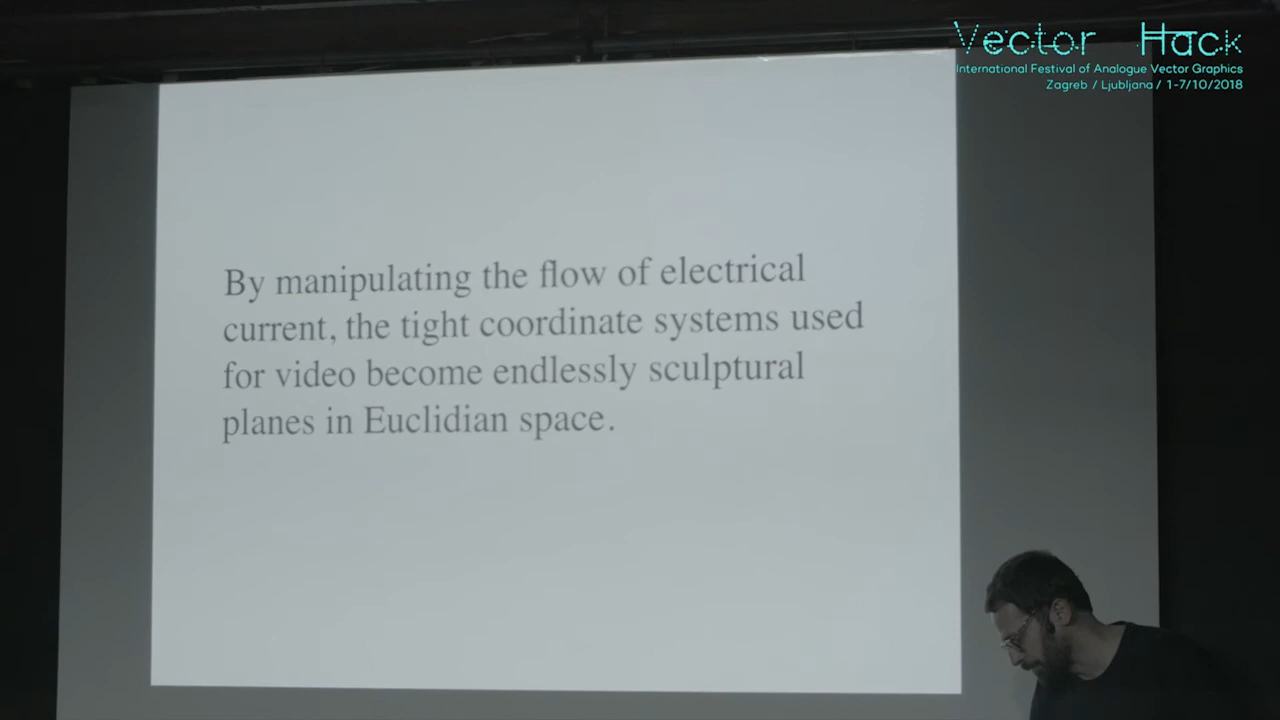 Vector Hack
International Festival of Analogue Vector Graphics
Zagreb / Ljubljana / 1-7/10/2018
By manipulating the flow of electrical
current, the tight coordinate systems used
for video become endlessly sculptural
planes in Euclidian space.